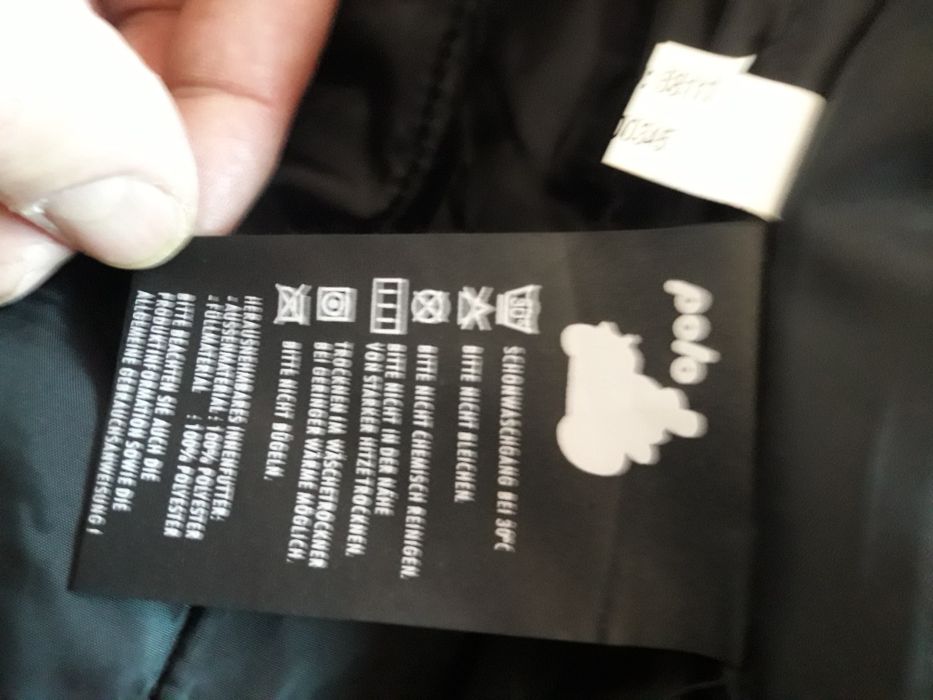 polo
30°C SCHONWASCHGANG BEI 30°C
BITTE NICHT BLEICHEN.
BITTE NICHT CHEMISCH REINIGEN.
BITTE NICHT IN DER NÄHE
VON STARKER HITZE TROCKNEN.
TROCKNEN IM WÄSCHETROCKNER
BEI GERINGER WÄRME MÖGLICH.
BITTE NICHT BÜGELN.
HERAUSNEHMBARES INNENFUTTER:
AUSSENMATERIAL : 100% POLYESTER
FÜLLMATERIAL : 100% POLYESTER
BITTE BEACHTEN SIE AUCH DIE
PRODUKTINFORMATION SOWIE DIE
ALLGEMEINE GEBRAUCHSANWEISUNG!